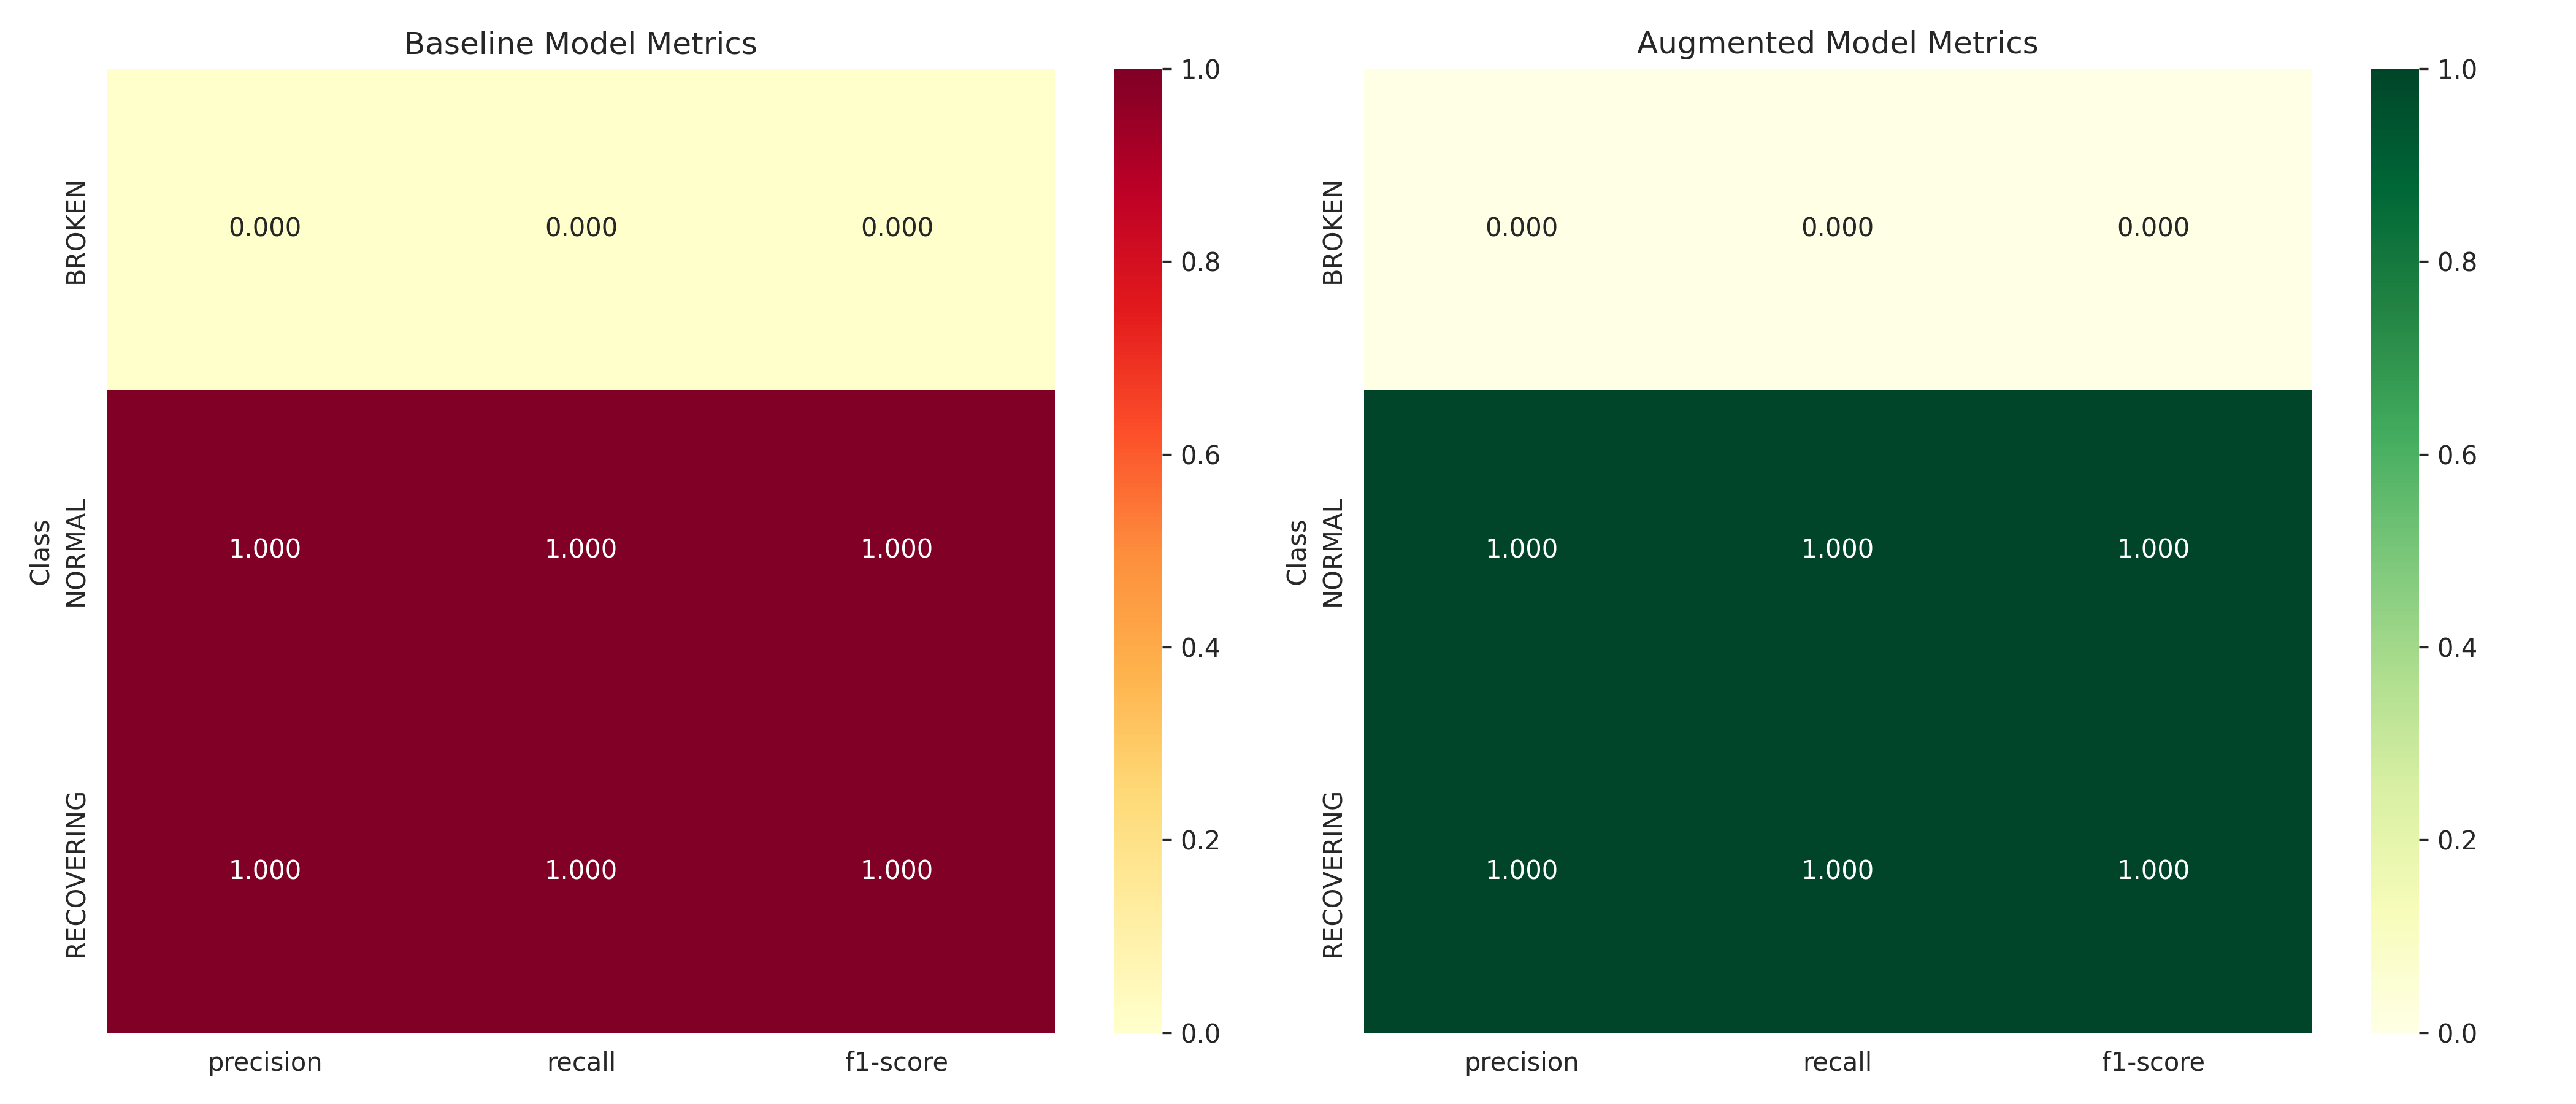 Baseline Model Metrics
Class
BROKEN
NORMAL
RECOVERING
0.000 0.000 0.000
1.000 1.000 1.000
1.000 1.000 1.000
precision recall f1-score
1.0
0.8
0.6
0.4
0.2
0.0
Augmented Model Metrics
Class
BROKEN
NORMAL
RECOVERING
0.000 0.000 0.000
1.000 1.000 1.000
1.000 1.000 1.000
precision recall f1-score
1.0
0.8
0.6
0.4
0.2
0.0